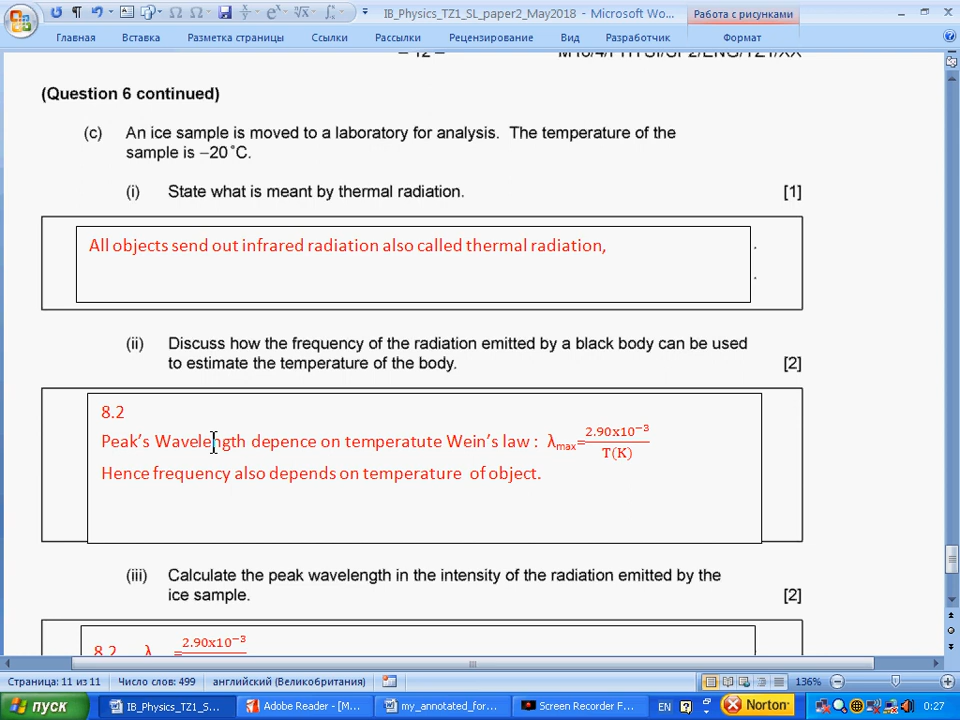 IB_Physics_TZ1_SL_paper2_May2018 - Microsoft Wo...
Работа с рисунками
Главная Вставка Разметка страницы Ссылки Рассылки Рецензирование Вид Разработчик Формат
– 12 –
(Question 6 continued)
(c) An ice sample is moved to a laboratory for analysis. The temperature of the
sample is −20˚C.
(i) State what is meant by thermal radiation. [1]
All objects send out infrared radiation also called thermal radiation,
(ii) Discuss how the frequency of the radiation emitted by a black body can be used
to estimate the temperature of the body. [2]
8.2
Peak’s Wavelength depence on temperatute Wein’s law : λmax=2.90x10−3/T(K)
Hence frequency also depends on temperature of object.
(iii) Calculate the peak wavelength in the intensity of the radiation emitted by the
ice sample. [2]
8.2 λ =2.90x10−3
Страница: 11 из 11 Число слов: 499 английский (Великобритания) 136%
пуск IB_Physics_TZ1_S... Adobe Reader - [M... my_annotated_for... Screen Recorder F... EN Norton 0:27